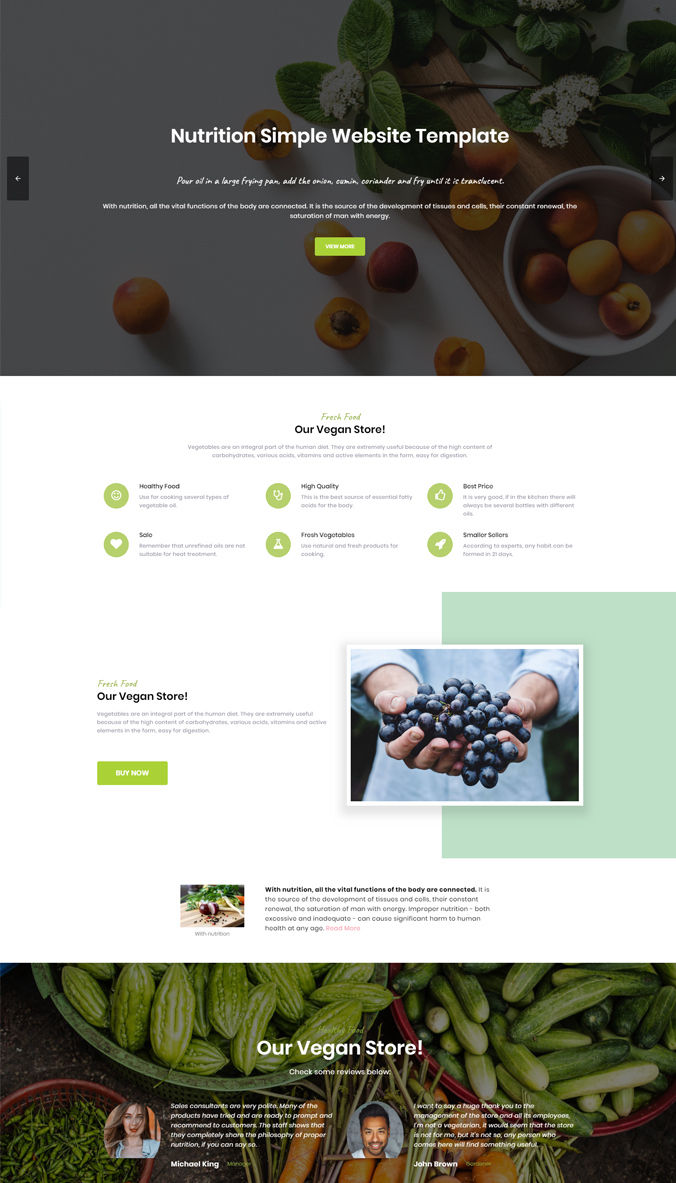 Nutrition Simple Website Template
Pour oil in a large frying pan, add the onion, cumin, coriander and fry until it is translucent.
With nutrition, all the vital functions of the body are connected. It is the source of the development of tissues and cells, their constant renewal, the
saturation of man with energy.
VIEW MORE
Fresh Food
Our Vegan Store!
Vegetables are an integral part of the human diet. They are extremely useful because of the high content of
carbohydrates, various acids, vitamins and active elements in the form, easy for digestion.
Healthy Food
Use for cooking several types of
vegetable oil.
High Quality
This is the best source of essential fatty
acids for the body.
Best Price
It is very good, if in the kitchen there will
always be several bottles with different
oils.
Sale
Remember that unrefined oils are not
suitable for heat treatment.
Fresh Vegetables
Use natural and fresh products for
cooking.
Smaller Sellers
According to experts, any habit can be
formed in 21 days.
Fresh Food
Our Vegan Store!
Vegetables are an integral part of the human diet. They are extremely useful
because of the high content of carbohydrates, various acids, vitamins and active
elements in the form, easy for digestion.
BUY NOW
With nutrition, all the vital functions of the body are connected. It is
the source of the development of tissues and cells, their constant
renewal, the saturation of man with energy. Improper nutrition - both
excessive and inadequate - can cause significant harm to human
health at any age. Read More
With nutrition
Healthy Food
Our Vegan Store!
Check some reviews below:
Sales consultants are very polite. Many of the
products have tried and are ready to prompt and
recommend to customers. The staff shows that
they completely share the philosophy of proper
nutrition, if you can say so.
Michael King Manager
I want to say a huge thank you to the
management of the store and all its employees,
I'm not a vegetarian, it would seem that the store
is not for me, but it's not so, any person who
comes here will find something useful.
John Brown Gardener